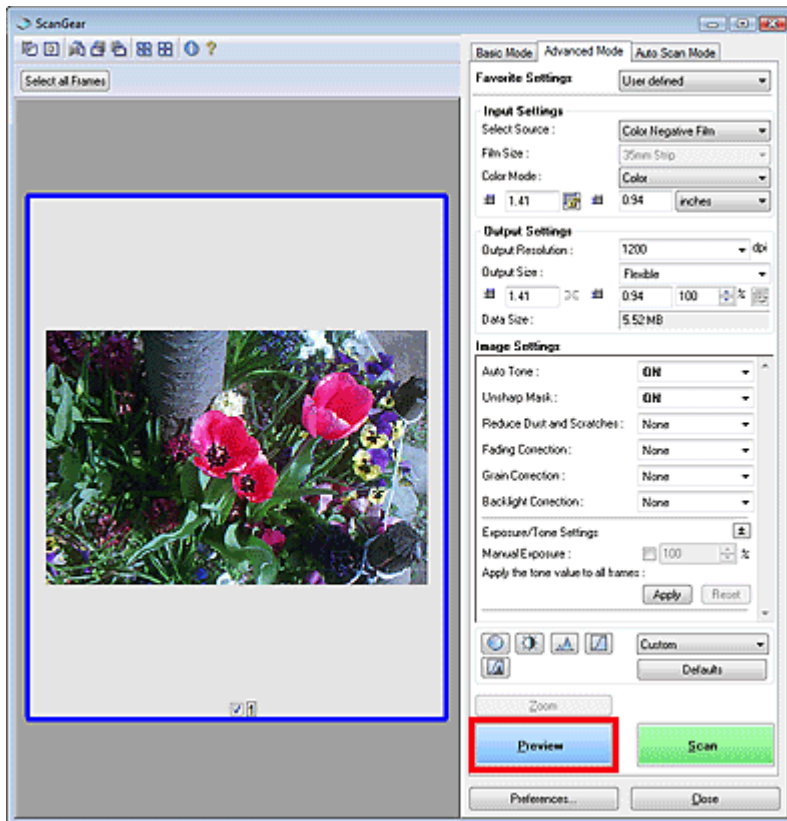 ScanGear
Select all Frames
Basic Mode Advanced Mode Auto Scan Mode
Favorite Settings User defined
Input Settings
Select Source : Color Negative Film
Film Size : 35mm Strip
Color Mode : Color
1.41 0.94 inches
Output Settings
Output Resolution : 1200 dpi
Output Size : Flexible
1.41 0.94 100 %
Data Size : 5.52 MB
Image Settings
Auto Tone : ON
Unsharp Mask : ON
Reduce Dust and Scratches : None
Fading Correction : None
Grain Correction : None
Backlight Correction : None
Exposure/Tone Settings
Manual Exposure : 100 %
Apply the tone value to all frames :
Apply Reset
Custom
Defaults
Zoom
Preview Scan
Preferences... Close
1